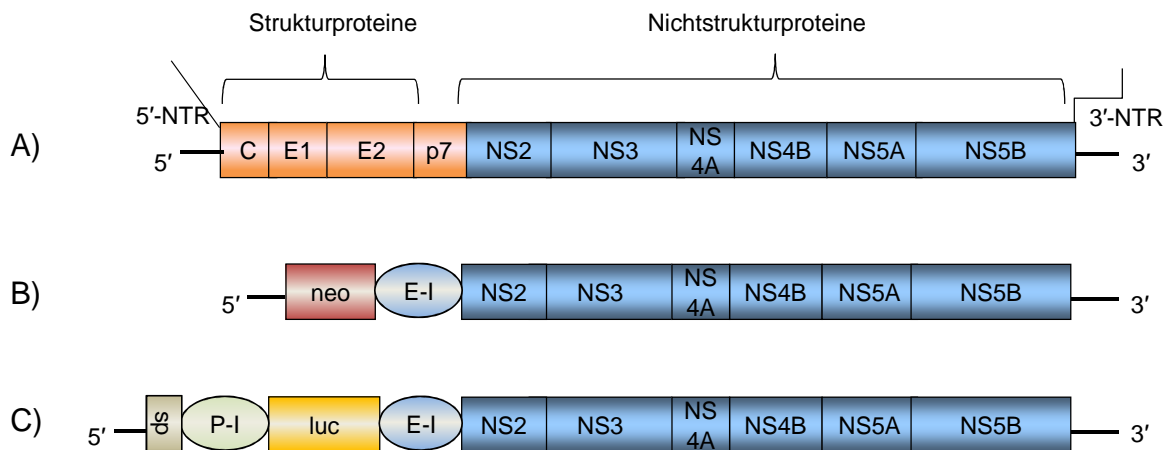 Strukturproteine Nichtstrukturproteine
5′-NTR 3′-NTR
A) 5′ C E1 E2 p7 NS2 NS3 NS 4A NS4B NS5A NS5B 3′
B) 5′ neo E-I NS2 NS3 NS 4A NS4B NS5A NS5B 3′
C) 5′ sp P-I luc E-I NS2 NS3 NS 4A NS4B NS5A NS5B 3′